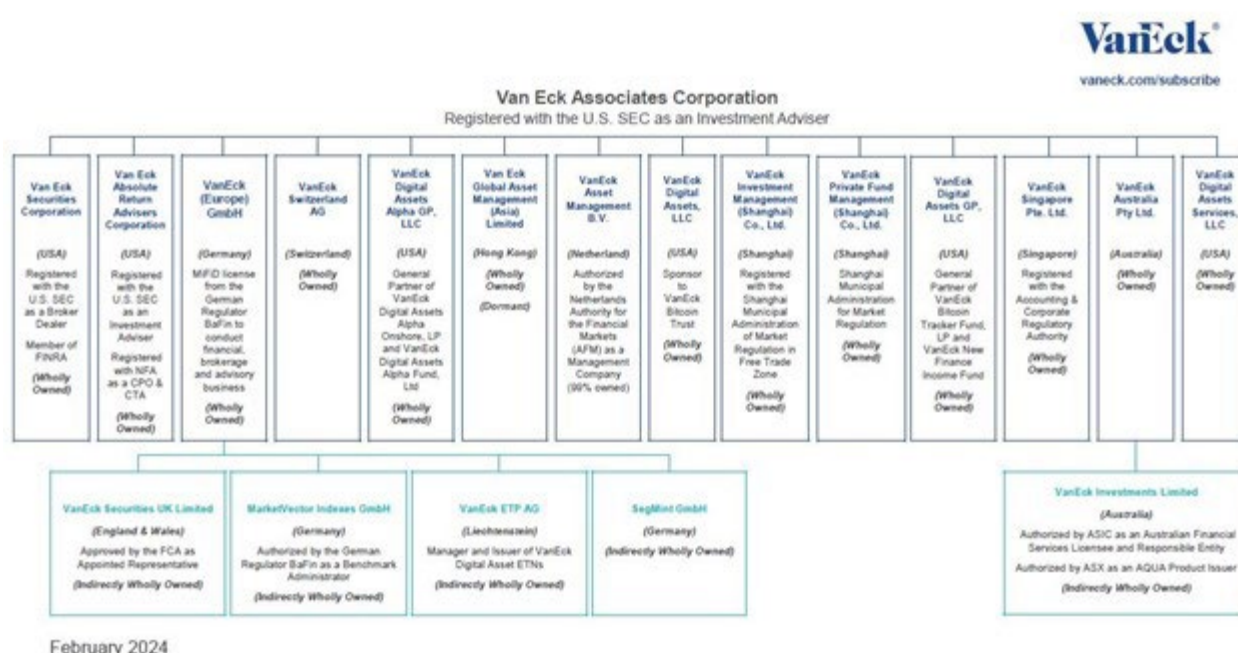 VanEck®
vaneck.com/subscribe
Van Eck Associates Corporation
Registered with the U.S. SEC as an Investment Adviser
Van Eck
Securities
Corporation
(USA)
Registered
with the
U.S. SEC
as a Broker
Dealer
Member of
FINRA
(Wholly
Owned)
Van Eck
Absolute
Return
Advisers
Corporation
(USA)
Registered
with the
U.S. SEC
as an
Investment
Adviser
Registered
with NFA
as a CPO &
CTA
(Wholly
Owned)
VanEck
(Europe)
GmbH
(Germany)
MiFiD license
from the
German
Regulator
BaFin to
conduct
financial,
brokerage
and advisory
business
(Wholly
Owned)
VanEck
Switzerland
AG
(Switzerland)
(Wholly
Owned)
VanEck
Digital
Assets
Alpha GP,
LLC
(USA)
General
Partner of
VanEck
Digital Assets
Alpha
Onshore, LP
and VanEck
Digital Assets
Alpha Fund,
Ltd
(Wholly
Owned)
Van Eck
Global Asset
Management
(Asia)
Limited
(Hong Kong)
(Wholly
Owned)
(Dormant)
VanEck
Asset
Management
B.V.
(Netherland)
Authorized
by the
Netherlands
Authority for
the Financial
Markets
(AFM) as a
Management
Company
(99% owned)
VanEck
Digital
Assets,
LLC
(USA)
Sponsor
to
VanEck
Bitcoin
Trust
(Wholly
Owned)
VanEck
Investment
Management
(Shanghai)
Co., Ltd.
(Shanghai)
Registered
with the
Shanghai
Municipal
Administration
of Market
Regulation in
Free Trade
Zone
(Wholly
Owned)
VanEck
Private Fund
Management
(Shanghai)
Co., Ltd.
(Shanghai)
Shanghai
Municipal
Administration
for Market
Regulation
(Wholly
Owned)
VanEck
Digital
Assets GP,
LLC
(USA)
General
Partner of
VanEck
Bitcoin
Tracker Fund,
LP and
VanEck New
Finance
Income Fund
(Wholly
Owned)
VanEck
Singapore
Pte. Ltd.
(Singapore)
Registered
with the
Accounting &
Corporate
Regulatory
Authority
(Wholly
Owned)
VanEck
Australia
Pty Ltd.
(Australia)
(Wholly
Owned)
VanEck
Digital
Assets
Services,
LLC
(USA)
(Wholly
Owned)
VanEck Securities UK Limited
(England & Wales)
Approved by the FCA as
Appointed Representative
(Indirectly Wholly Owned)
MarketVector Indexes GmbH
(Germany)
Authorized by the German
Regulator BaFin as a Benchmark
Administrator
(Indirectly Wholly Owned)
VanEck ETP AG
(Liechtenstein)
Manager and Issuer of VanEck
Digital Asset ETNs
(Indirectly Wholly Owned)
SegMint GmbH
(Germany)
(Indirectly Wholly Owned)
VanEck Investments Limited
(Australia)
Authorized by ASIC as an Australian Financial
Services Licensee and Responsible Entity
Authorized by ASX as an AQUA Product Issuer
(Indirectly Wholly Owned)
February 2024